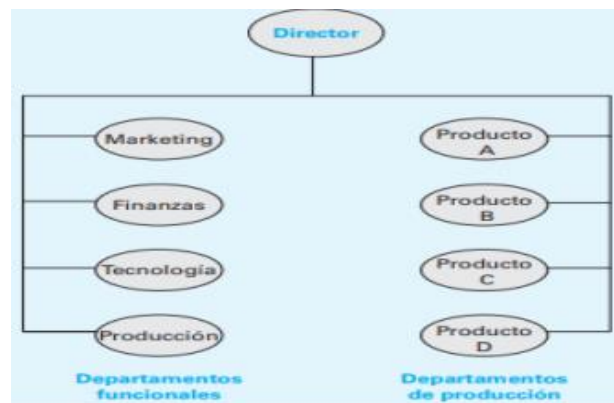 Director
Marketing
Producto
A
Finanzas
Producto
B
Tecnología
Producto
C
Producción
Producto
D
Departamentos
funcionales
Departamentos
de producción